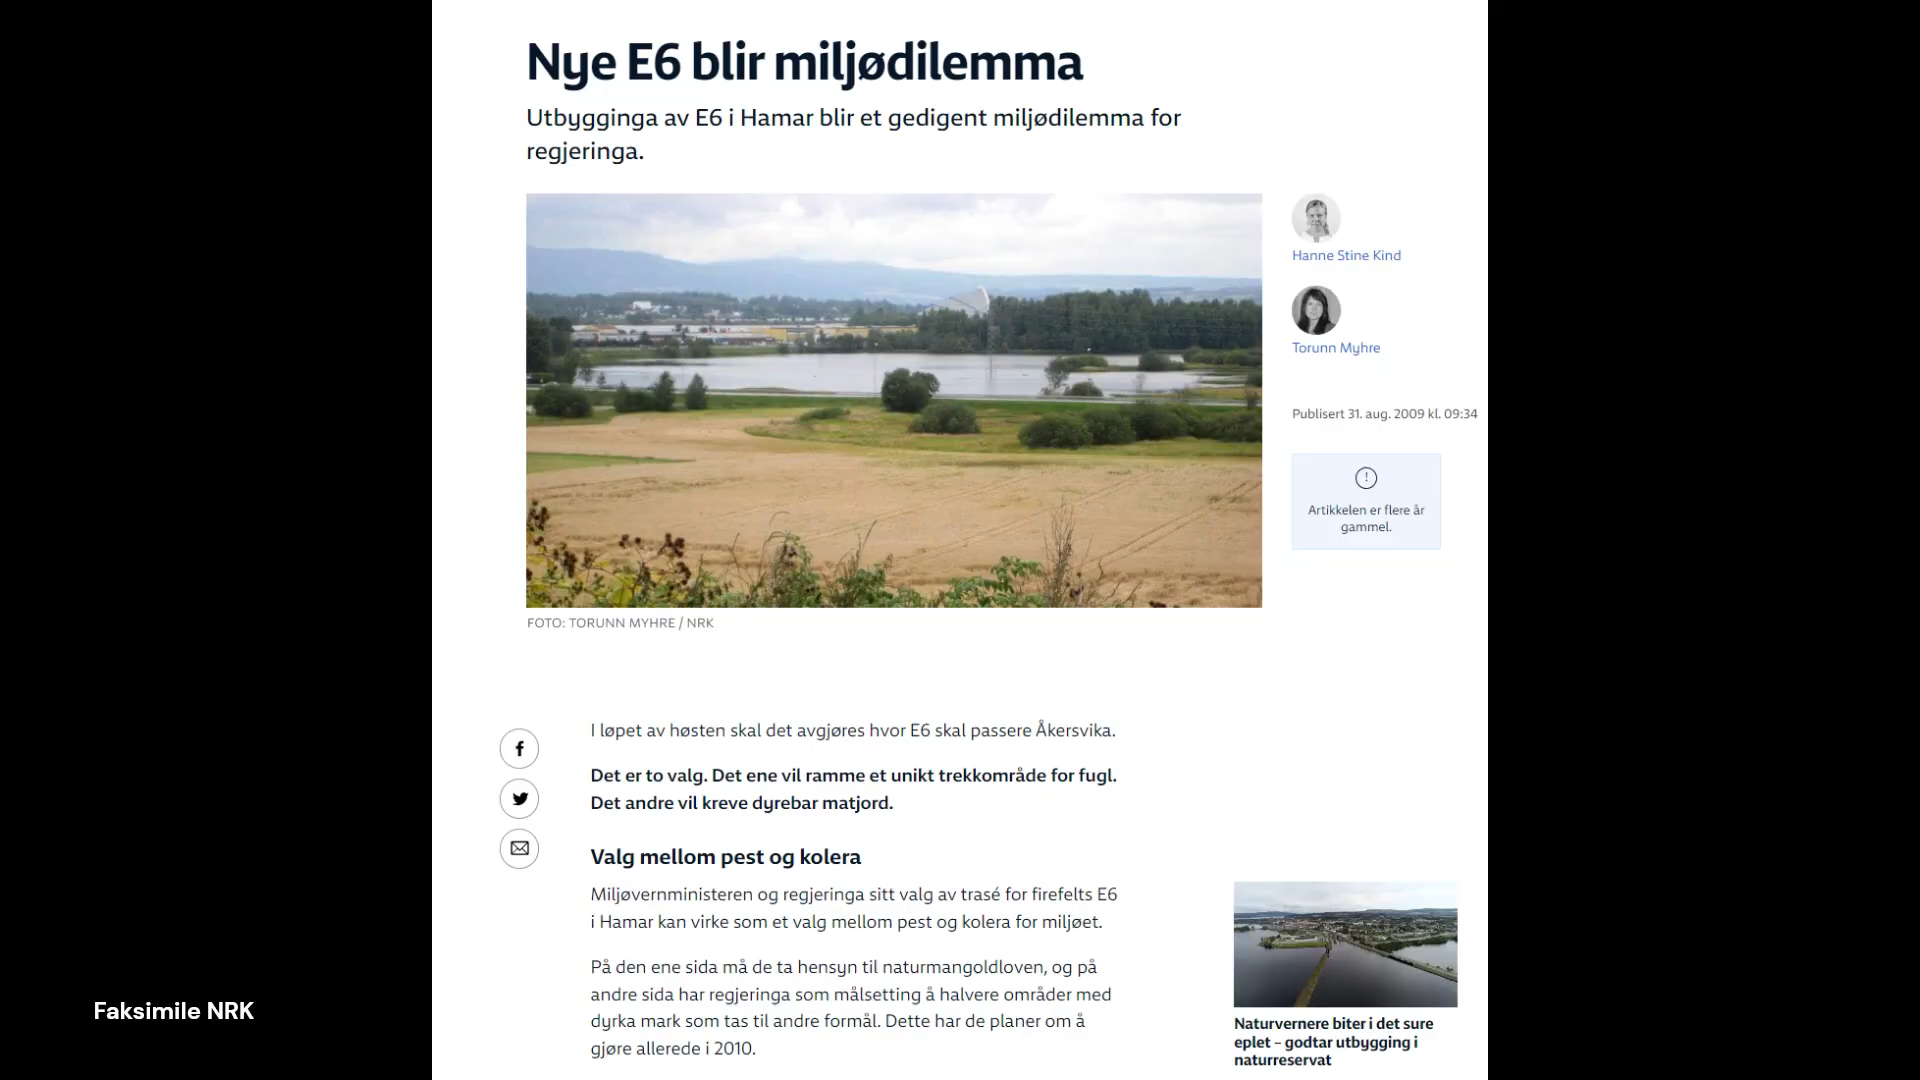 Nye E6 blir miljødilemma
Utbygginga av E6 i Hamar blir et gedigent miljødilemma for
regjeringa.
Hanne Stine Kind
Torunn Myhre
Publisert 31. aug. 2009 kl. 09:34
Artikkelen er flere år
gammel.
FOTO: TORUNN MYHRE / NRK
I løpet av høsten skal det avgjøres hvor E6 skal passere Åkersvika.
Det er to valg. Det ene vil ramme et unikt trekkområde for fugl.
Det andre vil kreve dyrebar matjord.
Valg mellom pest og kolera
Miljøvernministeren og regjeringa sitt valg av trasé for firefelts E6
i Hamar kan virke som et valg mellom pest og kolera for miljøet.
På den ene sida må de ta hensyn til naturmangoldloven, og på
andre sida har regjeringa som målsetting å halvere områder med
dyrka mark som tas til andre formål. Dette har de planer om å
gjøre allerede i 2010.
Naturvernere biter i det sure
eplet – godtar utbygging i
naturreservat
Faksimile NRK